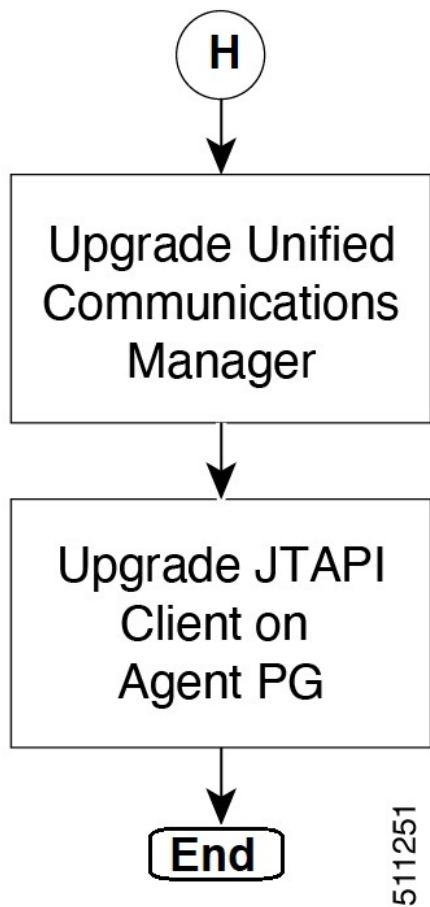 H
Upgrade Unified
Communications
Manager
Upgrade JTAPI
Client on
Agent PG
End
511251